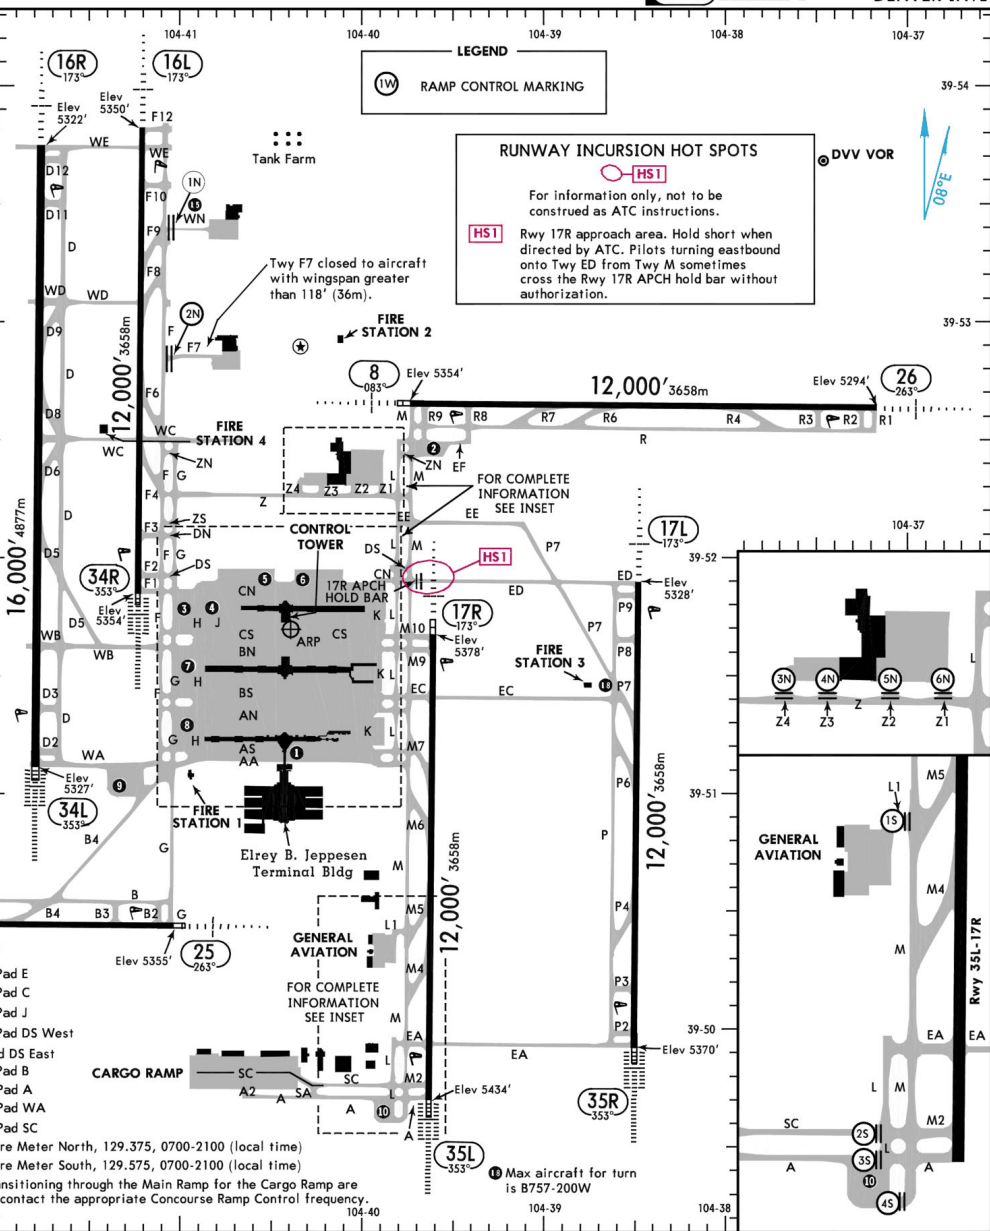 104-41
104-40
104-39
104-38
104-37
16R
173°
16L
173°
LEGEND
1W
RAMP CONTROL MARKING
39-54
Elev
5322'
Elev
5350'
F12
WE
WE
D12
D11
F10
1N
15
WN
F9
D
F8
Tank Farm
RUNWAY INCURSION HOT SPOTS
HS1
For information only, not to be
construed as ATC instructions.
HS1
Rwy 17R approach area. Hold short when
directed by ATC. Pilots turning eastbound
onto Twy ED from Twy M sometimes
cross the Rwy 17R APCH hold bar without
authorization.
DVV VOR
08°E
Twy F7 closed to aircraft
with wingspan greater
than 118' (36m).
WD
WD
2N
D9
F
F7
FIRE
STATION 2
39-53
D
12,000' 3658m
F6
8
083°
Elev 5354'
12,000' 3658m
Elev 5294'
26
263°
D8
WC
FIRE
STATION 4
WC
ZN
M
R9
R8
R7
R6
R4
R3
R2
R1
R
2
ZN
EF
D6
F
G
F4
Z
Z4
Z3
Z2
Z1
L
M
FOR COMPLETE
INFORMATION
SEE INSET
D
F3
ZS
DN
CONTROL
TOWER
EE
EE
17L
173°
104-37
16,000' 4877m
D5
F
G
F2
DS
F1
5
6
DS
L
M
P7
HS1
39-52
34R
353°
Elev
5354'
CN
CN
17R APCH
HOLD BAR
ED
ED
Elev
5328'
3
4
F
H
J
K
L
17R
173°
P9
D5
CS
CS
ARP
M10
Elev
5378'
P7
WB
WB
BN
P8
7
M9
FIRE
STATION 3
18
P7
G
H
K
L
D3
F
BS
EC
EC
AN
D
8
D2
G
H
K
L
M7
AS
AA
1
WA
Elev
5327'
9
34L
353°
FIRE
STATION 1
P6
12,000' 3658m
39-51
B4
G
M6
P
Elrey B. Jeppesen
Terminal Bldg
M
12,000' 3658m
B
B4
B3
B2
G
M5
P4
L1
Elev 5355'
25
263°
GENERAL
AVIATION
M4
P3
FOR COMPLETE
INFORMATION
SEE INSET
M
P2
39-50
EA
EA
Elev 5370'
CARGO RAMP
SC
SC
L
M2
A2
SA
A
A
L
10
A
Elev 5434'
35R
353°
35L
353°
18 Max aircraft for turn
is B757-200W
3N
4N
5N
6N
L
Z4
Z3
Z
Z2
Z1
M5
L1
1S
GENERAL
AVIATION
M4
M
Rwy 35L-17R
EA
EA
L
M
SC
M2
2S
L
3S
A
A
10
4S
Pad E
Pad C
Pad J
Pad DS West
d DS East
Pad B
Pad A
Pad WA
Pad SC
re Meter North, 129.375, 0700-2100 (local time)
re Meter South, 129.575, 0700-2100 (local time)
nsitioning through the Main Ramp for the Cargo Ramp are
contact the appropriate Concourse Ramp Control frequency.
104-40
104-39
104-38